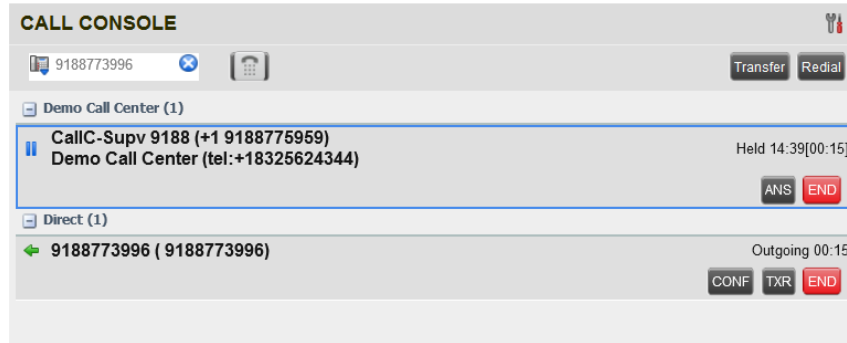 CALL CONSOLE
9188773996
Transfer Redial
Demo Call Center (1)
CallC-Supv 9188 (+1 9188775959)
Demo Call Center (tel:+18325624344)
Held 14:39[00:15]
ANS END
Direct (1)
9188773996 ( 9188773996)
Outgoing 00:15
CONF TXR END